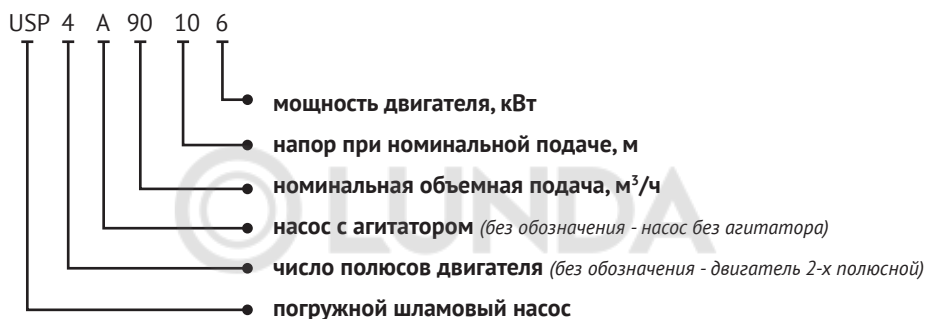 USP 4 A 90 10 6
мощность двигателя, кВт
напор при номинальной подаче, м
номинальная объемная подача, м³/ч
LUNDA
насос с агитатором (без обозначения - насос без агитатора)
число полюсов двигателя (без обозначения - двигатель 2-х полюсной)
погружной шламовый насос